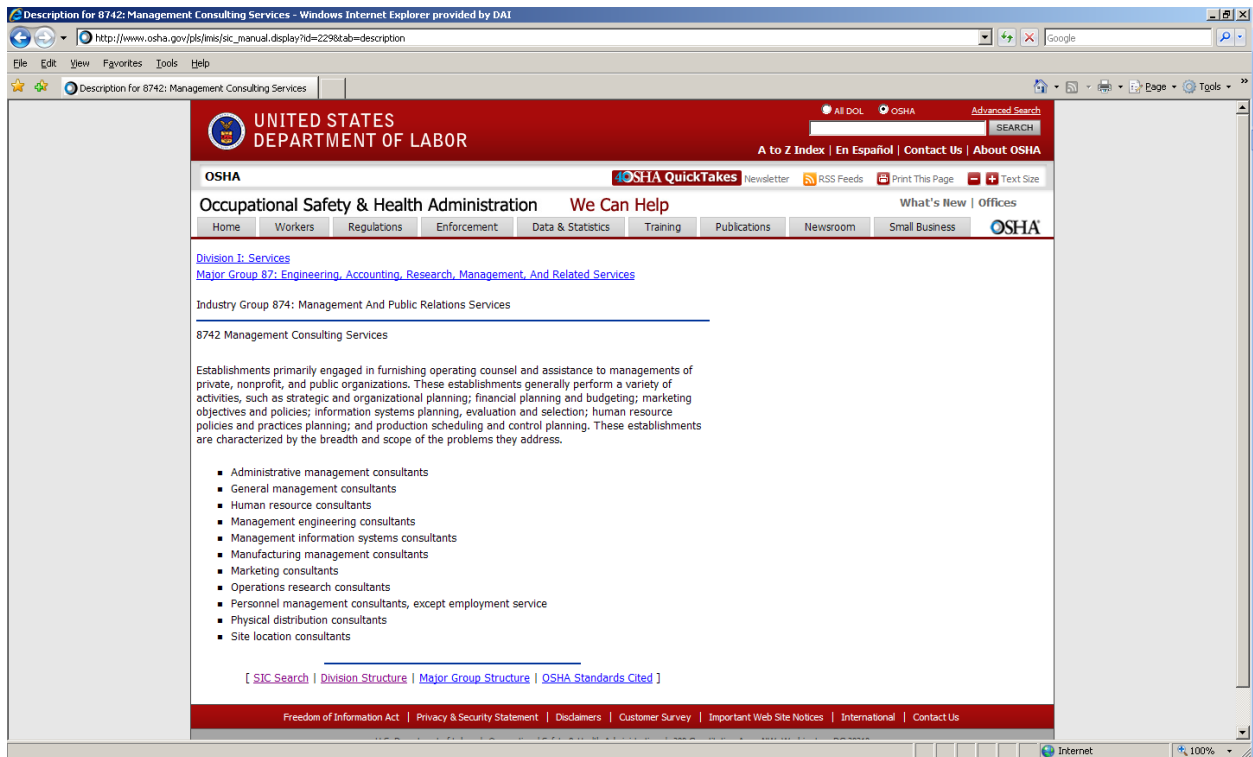 Description for 8742: Management Consulting Services - Windows Internet Explorer provided by DAI
http://www.osha.gov/pls/imis/sic_manual.display?id=229&tab=description
Google
File Edit View Favorites Tools Help
Description for 8742: Management Consulting Services
Page Tools »
UNITED STATES
DEPARTMENT OF LABOR
All DOL OSHA Advanced Search
SEARCH
A to Z Index | En Español | Contact Us | About OSHA
OSHA
40SHA QuickTakes Newsletter RSS Feeds Print This Page Text Size
Occupational Safety & Health Administration We Can Help
What's New | Offices
Home Workers Regulations Enforcement Data & Statistics Training Publications Newsroom Small Business OSHA
Division I: Services
Major Group 87: Engineering, Accounting, Research, Management, And Related Services
Industry Group 874: Management And Public Relations Services
8742 Management Consulting Services
Establishments primarily engaged in furnishing operating counsel and assistance to managements of
private, nonprofit, and public organizations. These establishments generally perform a variety of
activities, such as strategic and organizational planning; financial planning and budgeting; marketing
objectives and policies; information systems planning, evaluation and selection; human resource
policies and practices planning; and production scheduling and control planning. These establishments
are characterized by the breadth and scope of the problems they address.
Administrative management consultants
General management consultants
Human resource consultants
Management engineering consultants
Management information systems consultants
Manufacturing management consultants
Marketing consultants
Operations research consultants
Personnel management consultants, except employment service
Physical distribution consultants
Site location consultants
[ SIC Search | Division Structure | Major Group Structure | OSHA Standards Cited ]
Freedom of Information Act | Privacy & Security Statement | Disclaimers | Customer Survey | Important Web Site Notices | International | Contact Us
Internet 100%